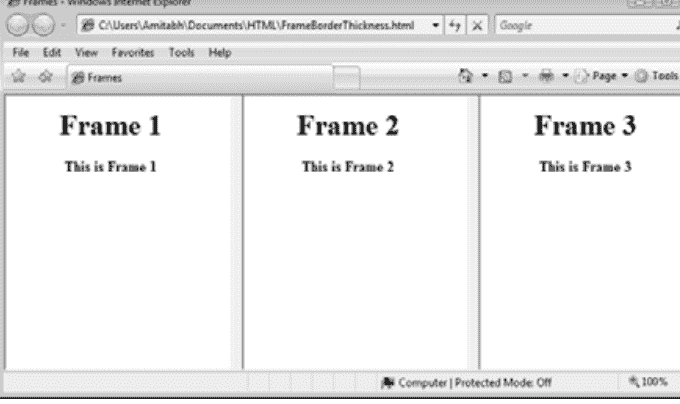 Frames - Windows Internet Explorer
C:\Users\Amitabh\Documents\HTML\FrameBorderThickness.html
Google
File Edit View Favorites Tools Help
Frames
Page Tools
Frame 1
This is Frame 1
Frame 2
This is Frame 2
Frame 3
This is Frame 3
Computer | Protected Mode: Off
100%